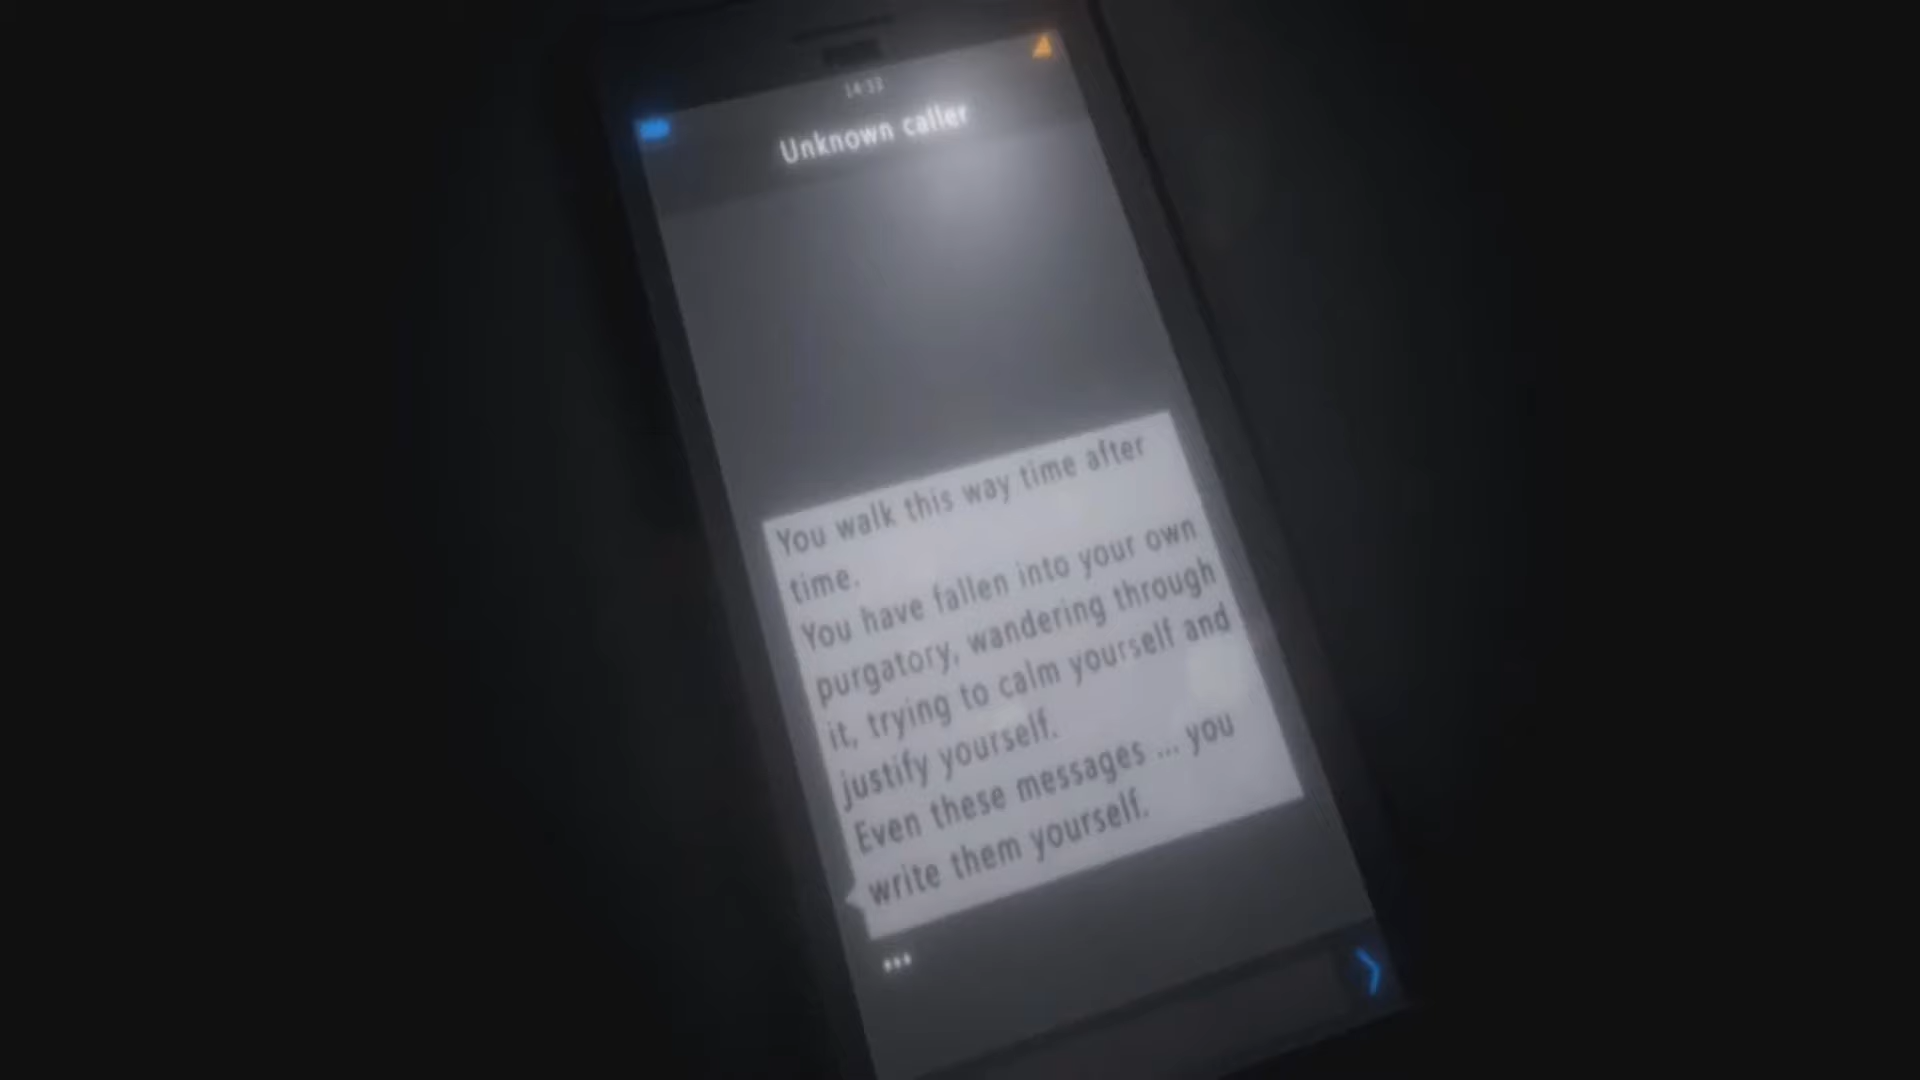 14:33
Unknown caller
You walk this way time after
time.
You have fallen into your own
purgatory, wandering through
it, trying to calm yourself and
justify yourself.
Even these messages ... you
write them yourself.